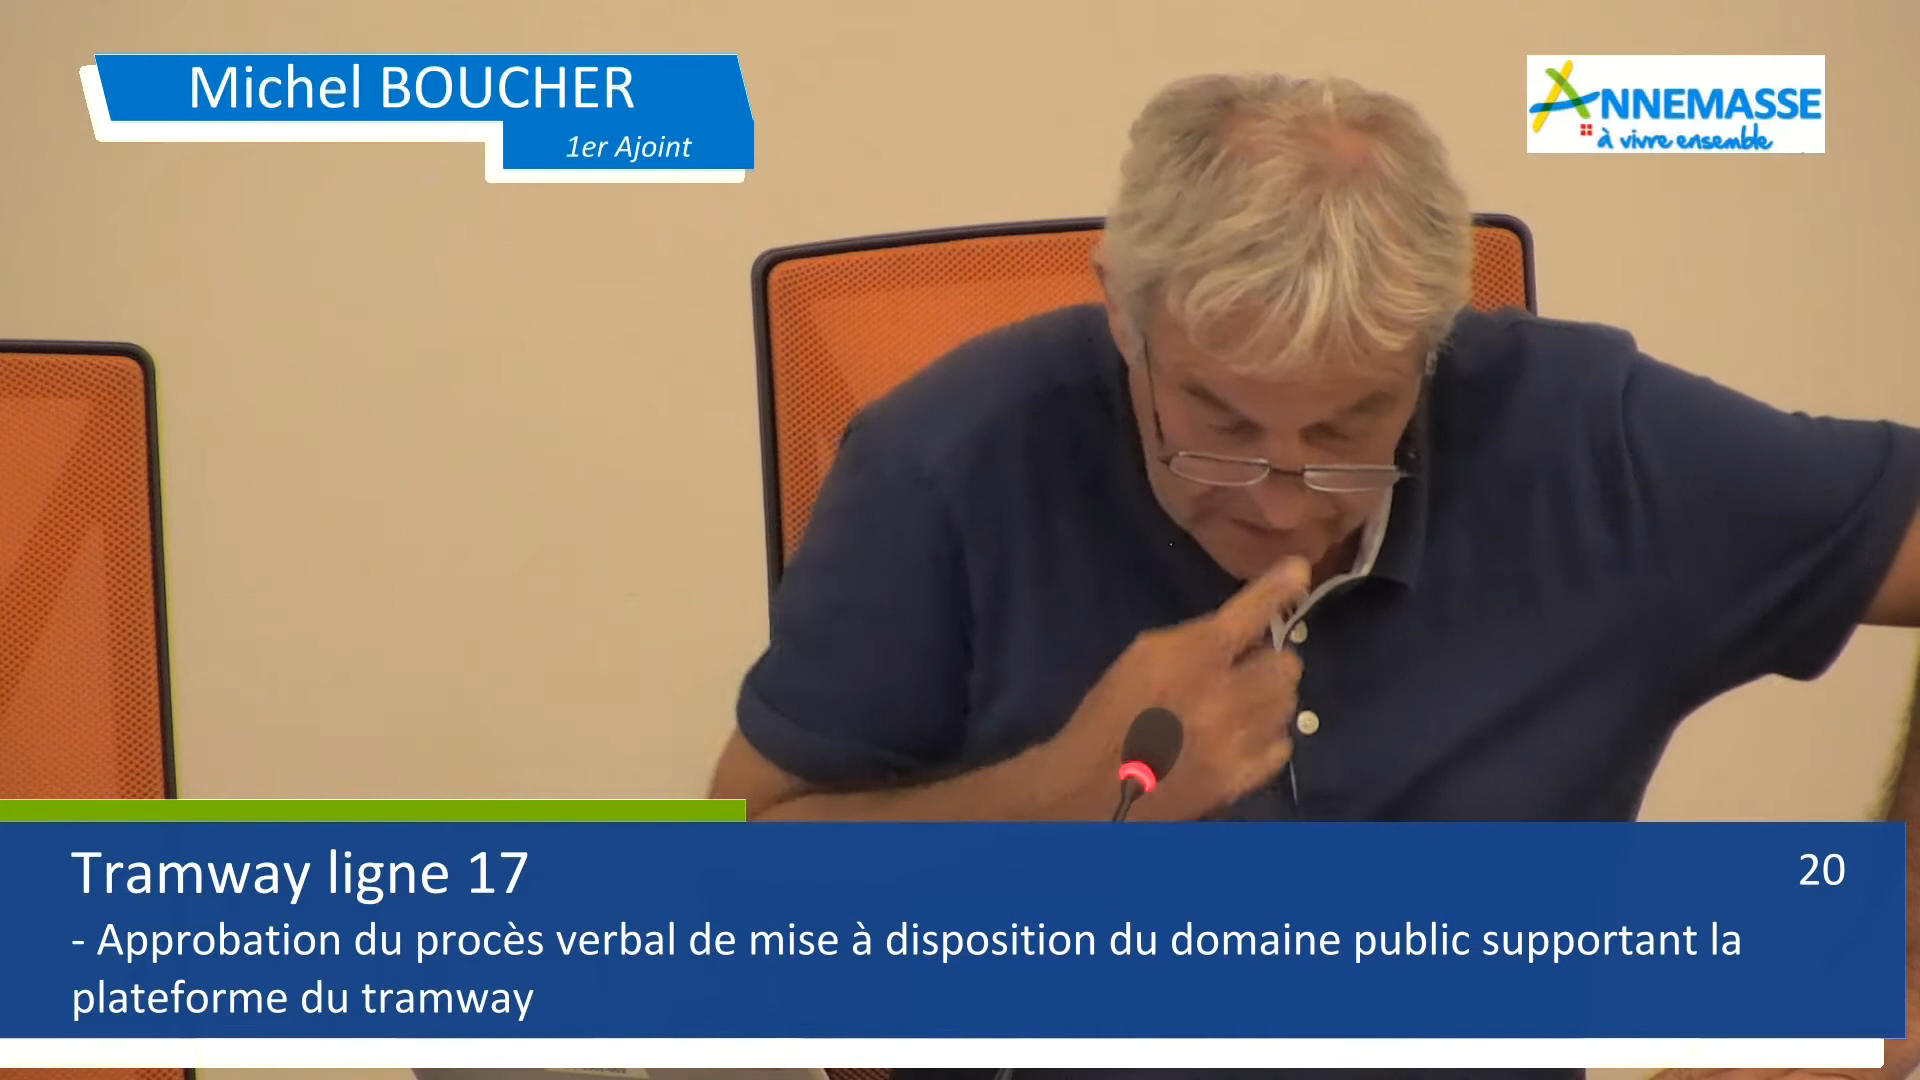 Michel BOUCHER
1er Ajoint
ANNEMASSE
à vivre ensemble
Tramway ligne 17
20
- Approbation du procès verbal de mise à disposition du domaine public supportant la
plateforme du tramway